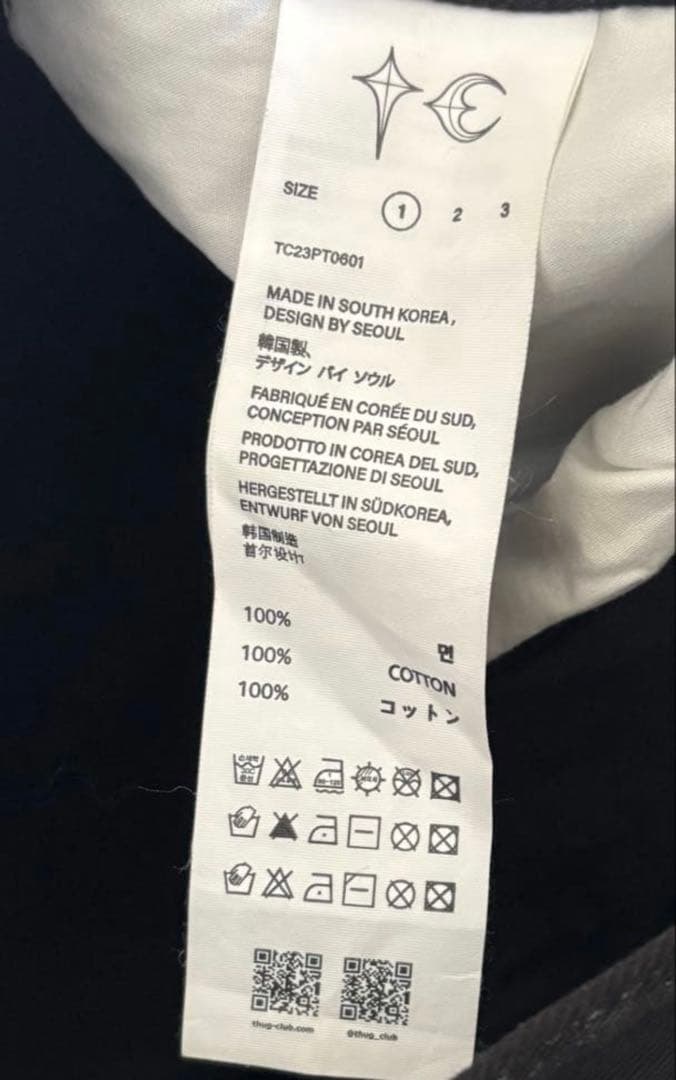 SIZE 1 2 3
TC23PT0601
MADE IN SOUTH KOREA,
DESIGN BY SEOUL
韓国製、
デザイン バイ ソウル
FABRIQUÉ EN CORÉE DU SUD,
CONCEPTION PAR SÉOUL
PRODOTTO IN COREA DEL SUD,
PROGETTAZIONE DI SEOUL
HERGESTELLT IN SÜDKOREA,
ENTWURF VON SEOUL
韩国制造
首尔设计
100% 면
100% COTTON
100% コットン
thug-club.com @thug_club